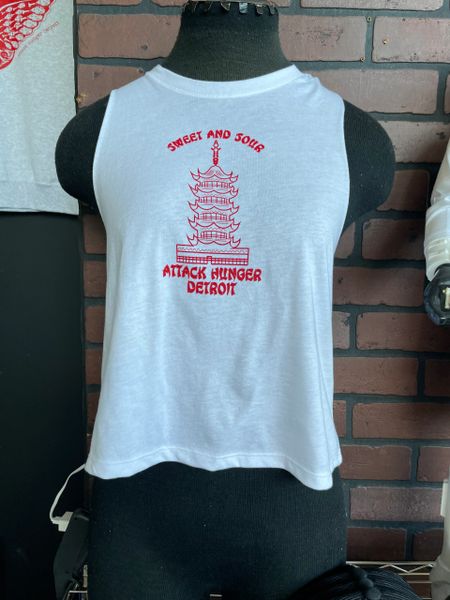 SWEET AND SOUR
ATTACK HUNGER
DETROIT